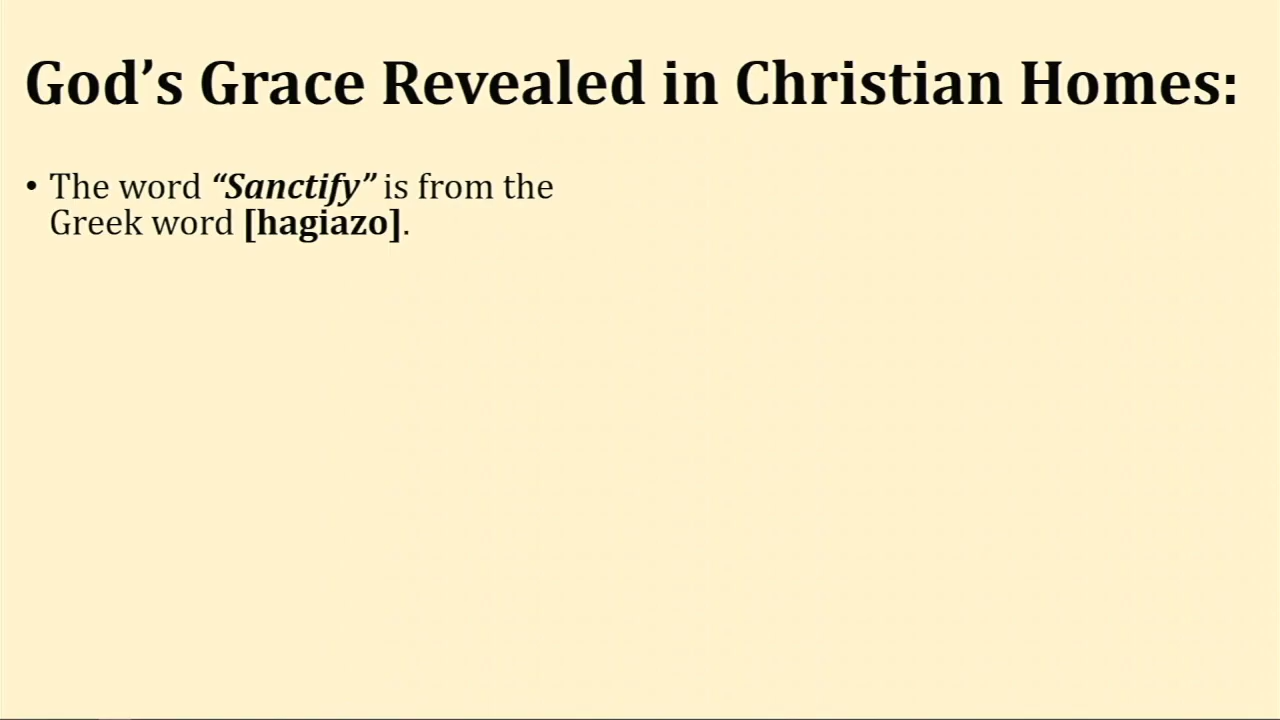 God’s Grace Revealed in Christian Homes:
• The word “Sanctify” is from the
Greek word [hagiazo].